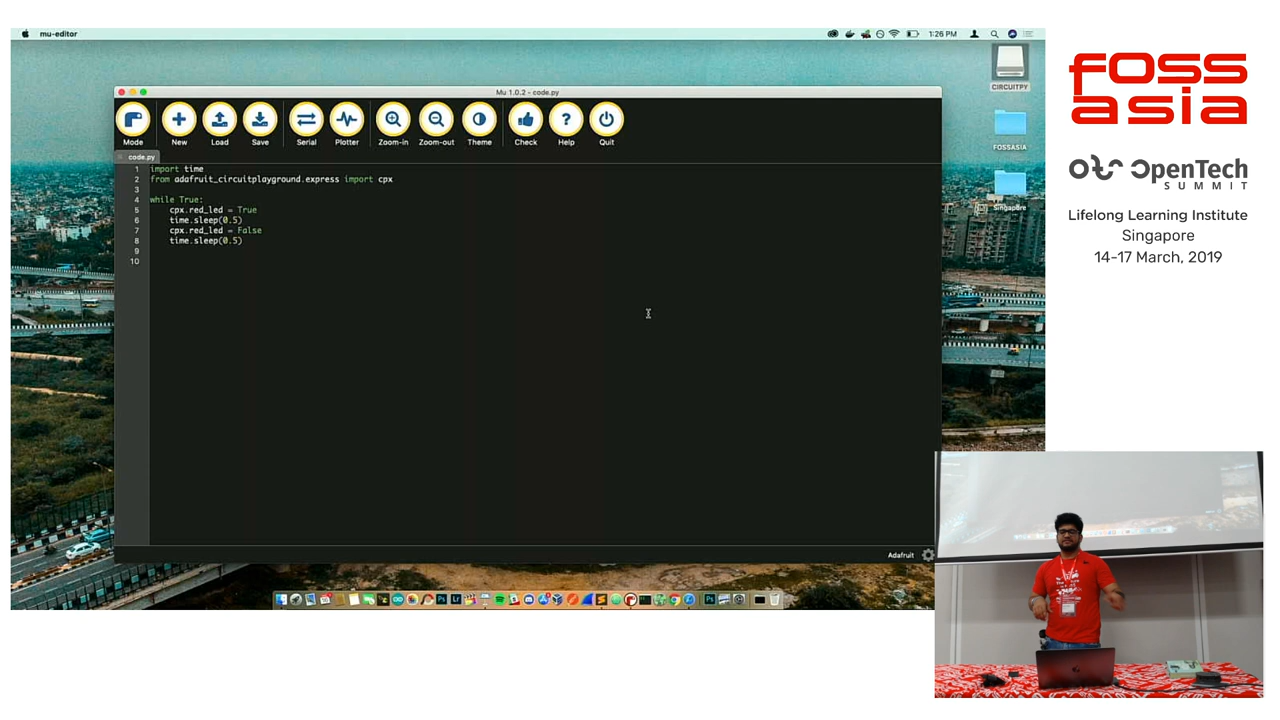 mu-editor
1:26 PM
Mu 1.0.2 - code.py
Mode
New
Load
Save
Serial
Plotter
Zoom-in
Zoom-out
Theme
Check
Help
Quit
code.py
1 import time
2 from adafruit_circuitplayground.express import cpx
3
4 while True:
5 cpx.red_led = True
6 time.sleep(0.5)
7 cpx.red_led = False
8 time.sleep(0.5)
9
10
Adafruit
CIRCUITPY
FOSSASIA
Singapore
FOSS
ASIA
OpenTech
SUMMIT
Lifelong Learning Institute
Singapore
14-17 March, 2019